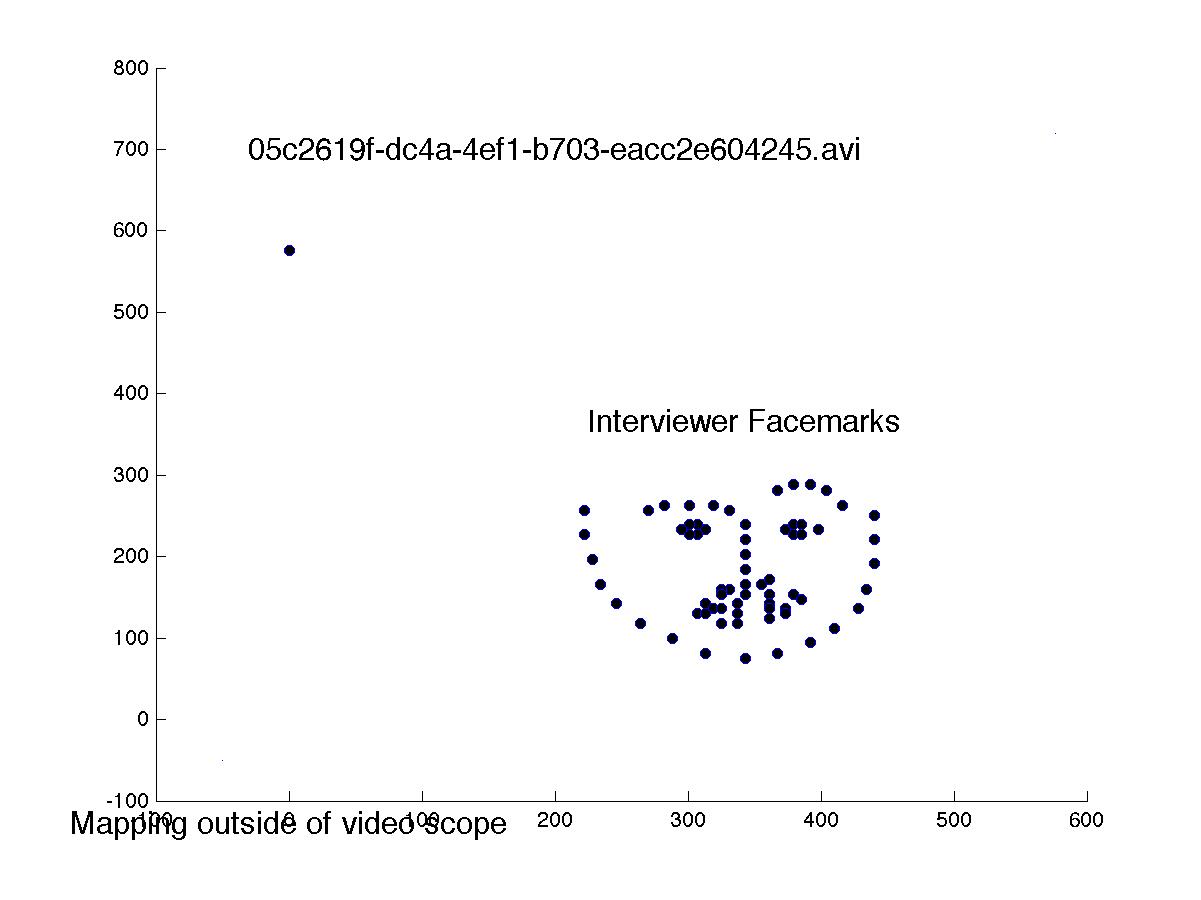 800
700
05c2619f-dc4a-4ef1-b703-eacc2e604245.avi
600
500
400
Interviewer Facemarks
300
200
100
0
-100
-100 0 100 200 300 400 500 600
Mapping outside of video scope